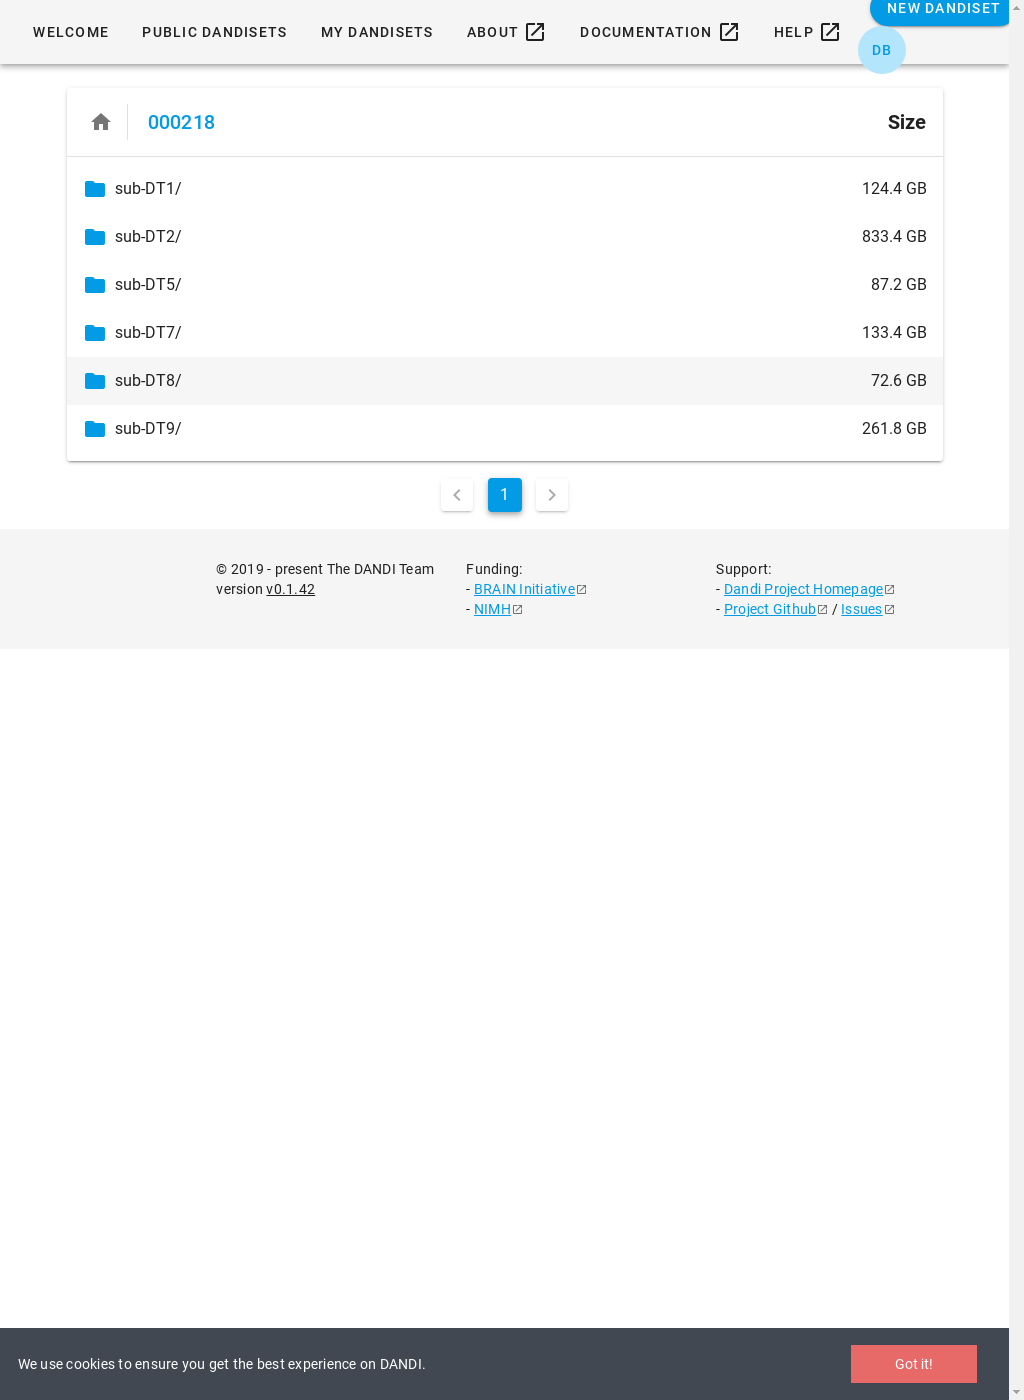 NEW DANDISET
WELCOME PUBLIC DANDISETS MY DANDISETS ABOUT DOCUMENTATION HELP
DB
000218 Size
sub-DT1/ 124.4 GB
sub-DT2/ 833.4 GB
sub-DT5/ 87.2 GB
sub-DT7/ 133.4 GB
sub-DT8/ 72.6 GB
sub-DT9/ 261.8 GB
1
© 2019 - present The DANDI Team
version v0.1.42
Funding:
- BRAIN Initiative
- NIMH
Support:
- Dandi Project Homepage
- Project Github / Issues
We use cookies to ensure you get the best experience on DANDI.
Got it!